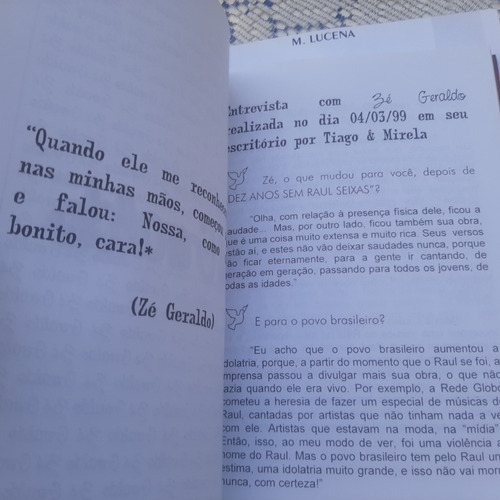 "Quando ele me reconhe
nas minhas mãos, começou
e falou: Nossa, como
bonito, cara!*
(Zé Geraldo)
M. LUCENA
Entrevista com Zé Geraldo
realizada no dia 04/03/99 em seu
escritório por Tiago & Mirela
Zé, o que mudou para você, depois de
DEZ ANOS SEM RAUL SEIXAS"?
"Olha, com relação à presença física dele, ficou a
saudade... Mas, por outro lado, ficou também sua obra,
que é uma coisa muito extensa e muito rica. Seus versos
estão aí, e estes não vão deixar saudades nunca, porque
vão ficar eternamente, para a gente ir cantando, de
geração em geração, passando para todos os jovens, de
todas as idades."
E para o povo brasileiro?
"Eu acho que o povo brasileiro aumentou a
idolatria, porque, a partir do momento que o Raul se foi, a
imprensa passou a divulgar mais sua obra, o que não
fazia quando ele era vivo. Por exemplo, a Rede Globo
cometeu a heresia de fazer um especial de músicas do
Raul, cantadas por artistas que não tinham nada a ver
com ele. Artistas que estavam na moda, na "mídia".
Então, isso, ao meu modo de ver, foi uma violência a
nome do Raul. Mas o povo brasileiro tem pelo Raul um
estima, uma idolatria muito grande, e isso não vai morr
nunca, com certeza!"